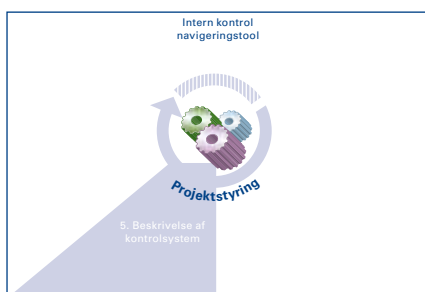 Intern kontrol
navigeringstool
Projektstyring
5. Beskrivelse af
kontrolsystem